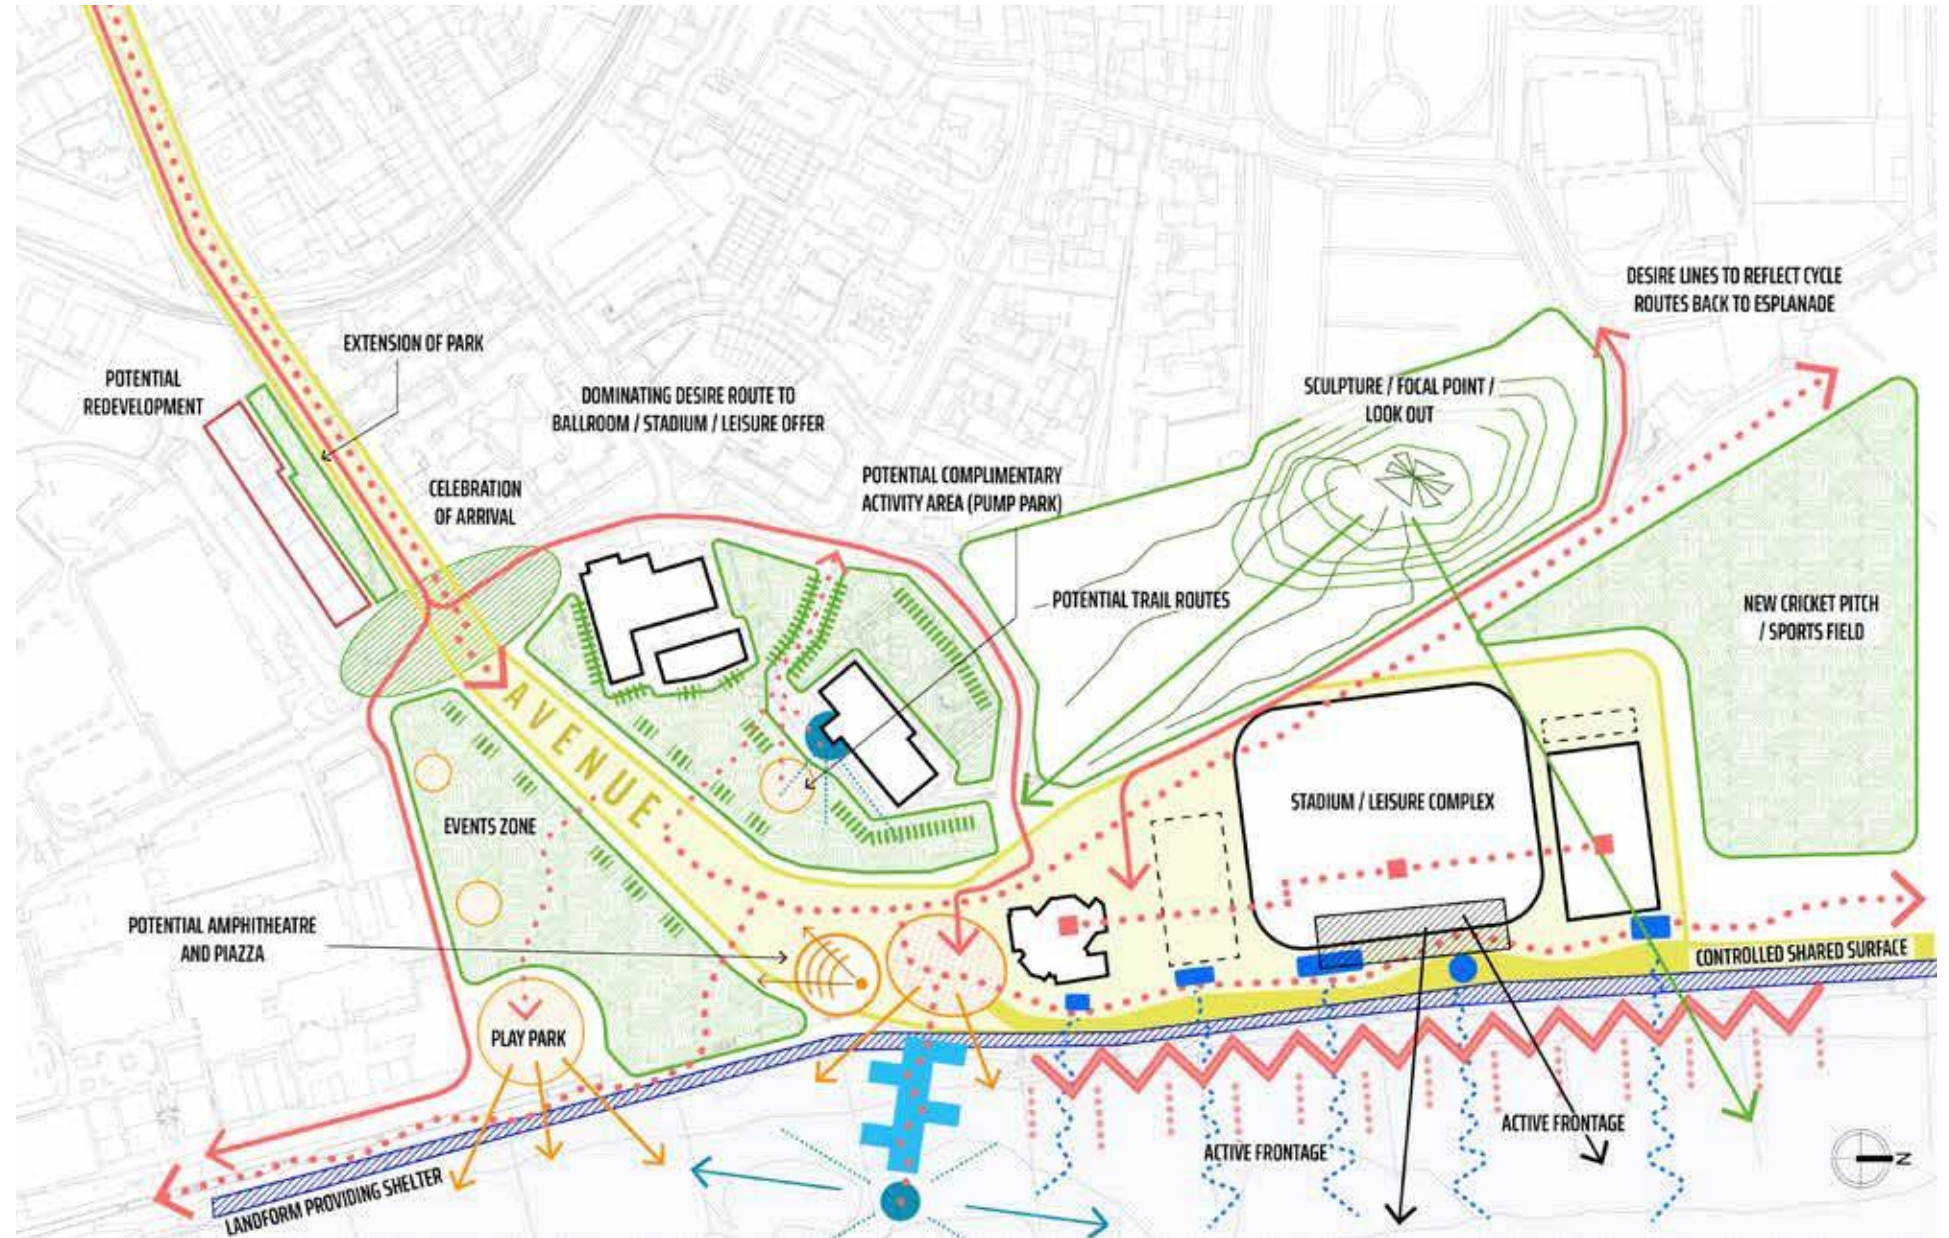 DESIRE LINES TO REFLECT CYCLE
ROUTES BACK TO ESPLANADE
EXTENSION OF PARK
POTENTIAL
REDEVELOPMENT
DOMINATING DESIRE ROUTE TO
BALLROOM / STADIUM / LEISURE OFFER
SCULPTURE / FOCAL POINT /
LOOK OUT
CELEBRATION
OF ARRIVAL
POTENTIAL COMPLIMENTARY
ACTIVITY AREA (PUMP PARK)
POTENTIAL TRAIL ROUTES
NEW CRICKET PITCH
/ SPORTS FIELD
AVENUE
EVENTS ZONE
STADIUM / LEISURE COMPLEX
POTENTIAL AMPHITHEATRE
AND PIAZZA
CONTROLLED SHARED SURFACE
PLAY PARK
ACTIVE FRONTAGE
ACTIVE FRONTAGE
LANDFORM PROVIDING SHELTER
N